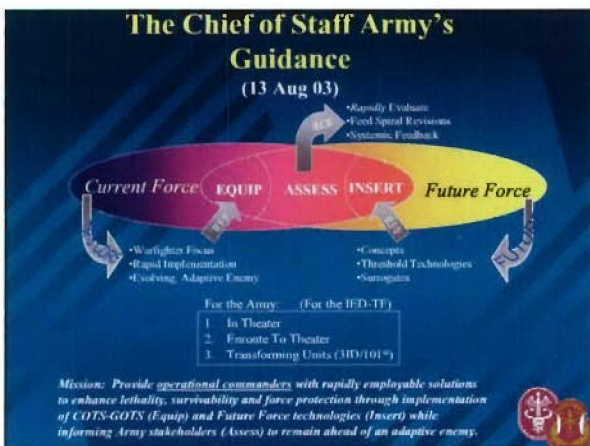 The Chief of Staff Army's
Guidance
(13 Aug 03)
•Rapidly Evaluate
•Feed Spiral Revisions
•Systemic Feedback
Current Force
EQUIP
ASSESS
INSERT
Future Force
•Warfighter Focus
•Rapid Implementation
•Evolving, Adaptive Enemy
•Concepts
•Threshold Technologies
•Surrogates
FUTURE
For the Army: (For the IED-TF)
1. In Theater
2. Enroute To Theater
3. Transforming Units (3ID/101st)
Mission: Provide operational commanders with rapidly employable solutions
to enhance lethality, survivability and force protection through implementation
of COTS-GOTS (Equip) and Future Force technologies (Insert) while
informing Army stakeholders (Assess) to remain ahead of an adaptive enemy.